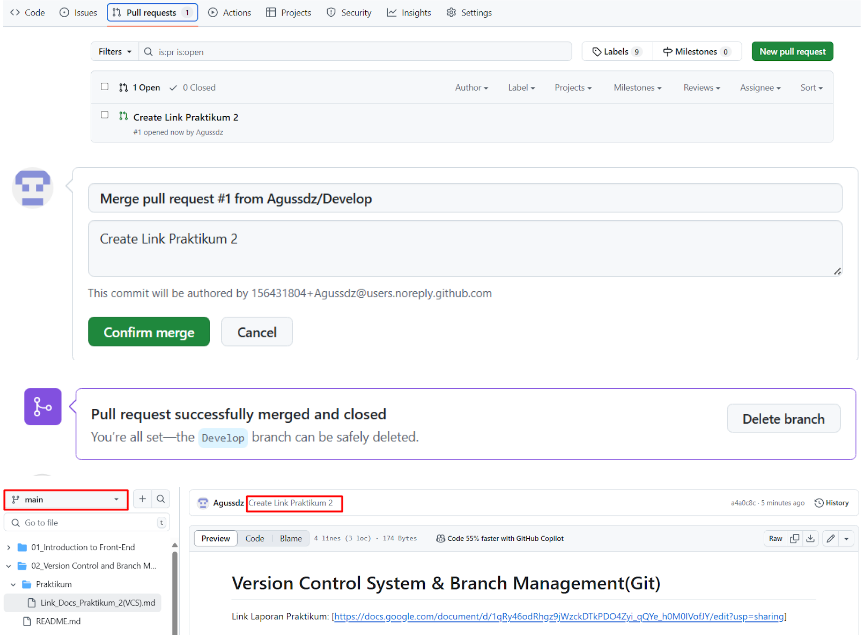 Code Issues Pull requests 1 Actions Projects Security Insights Settings
Filters is:pr is:open Labels 9 Milestones 0 New pull request
1 Open 0 Closed Author Label Projects Milestones Reviews Assignee Sort
Create Link Praktikum 2
#1 opened now by Agussdz
Merge pull request #1 from Agussdz/Develop
Create Link Praktikum 2
This commit will be authored by 156431804+Agussdz@users.noreply.github.com
Confirm merge Cancel
Pull request successfully merged and closed
You're all set—the Develop branch can be safely deleted.
Delete branch
main
Go to file t
01_Introduction to Front-End
02_Version Control and Branch M...
Praktikum
Link_Docs_Praktikum_2(VCS).md
README.md
Agussdz Create Link Praktikum 2 a4a0c8c · 5 minutes ago History
Preview Code Blame 4 lines (3 loc) · 174 Bytes Code 55% faster with GitHub Copilot Raw
Version Control System & Branch Management(Git)
Link Laporan Praktikum: [https://docs.google.com/document/d/1qRy46odRhgz9jWzckDTkPDO4Zyi_qQYe_h0M0IVofJY/edit?usp=sharing]